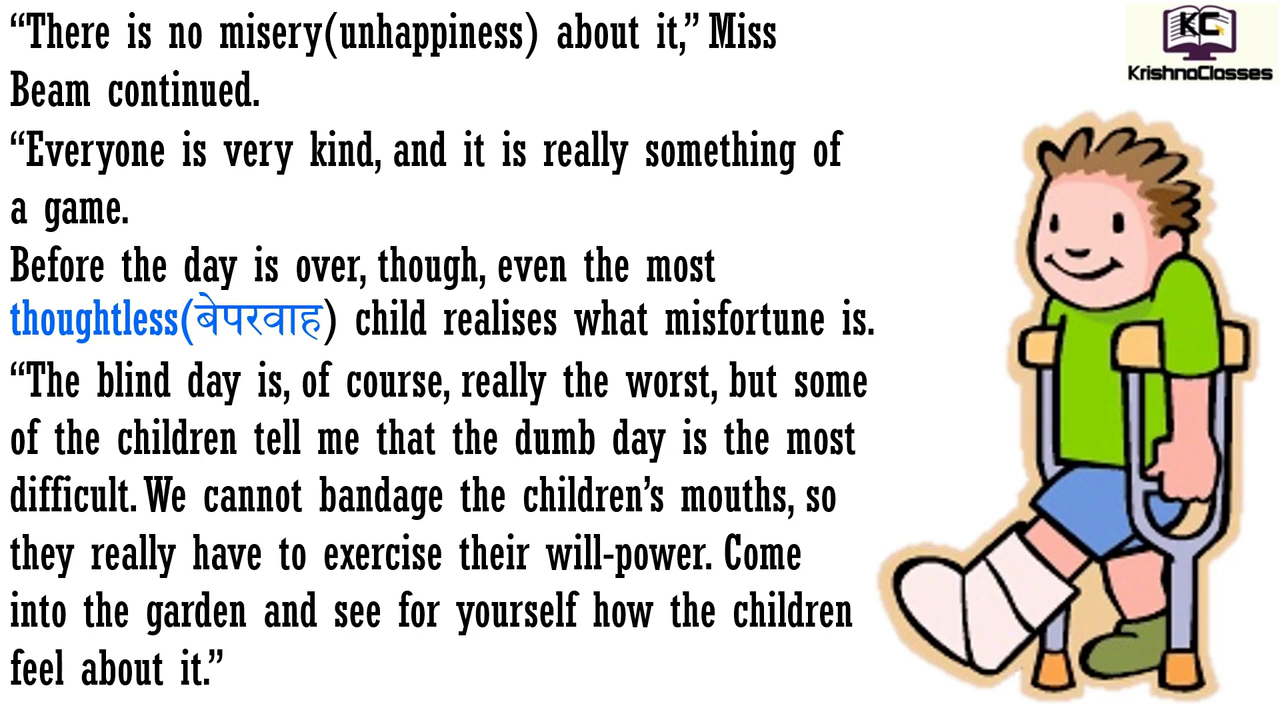 “There is no misery(unhappiness) about it,” Miss
Beam continued.
“Everyone is very kind, and it is really something of
a game.
Before the day is over, though, even the most
thoughtless(बेपरवाह) child realises what misfortune is.
“The blind day is, of course, really the worst, but some
of the children tell me that the dumb day is the most
difficult. We cannot bandage the children’s mouths, so
they really have to exercise their will-power. Come
into the garden and see for yourself how the children
feel about it.”
KC
KrishnaClasses